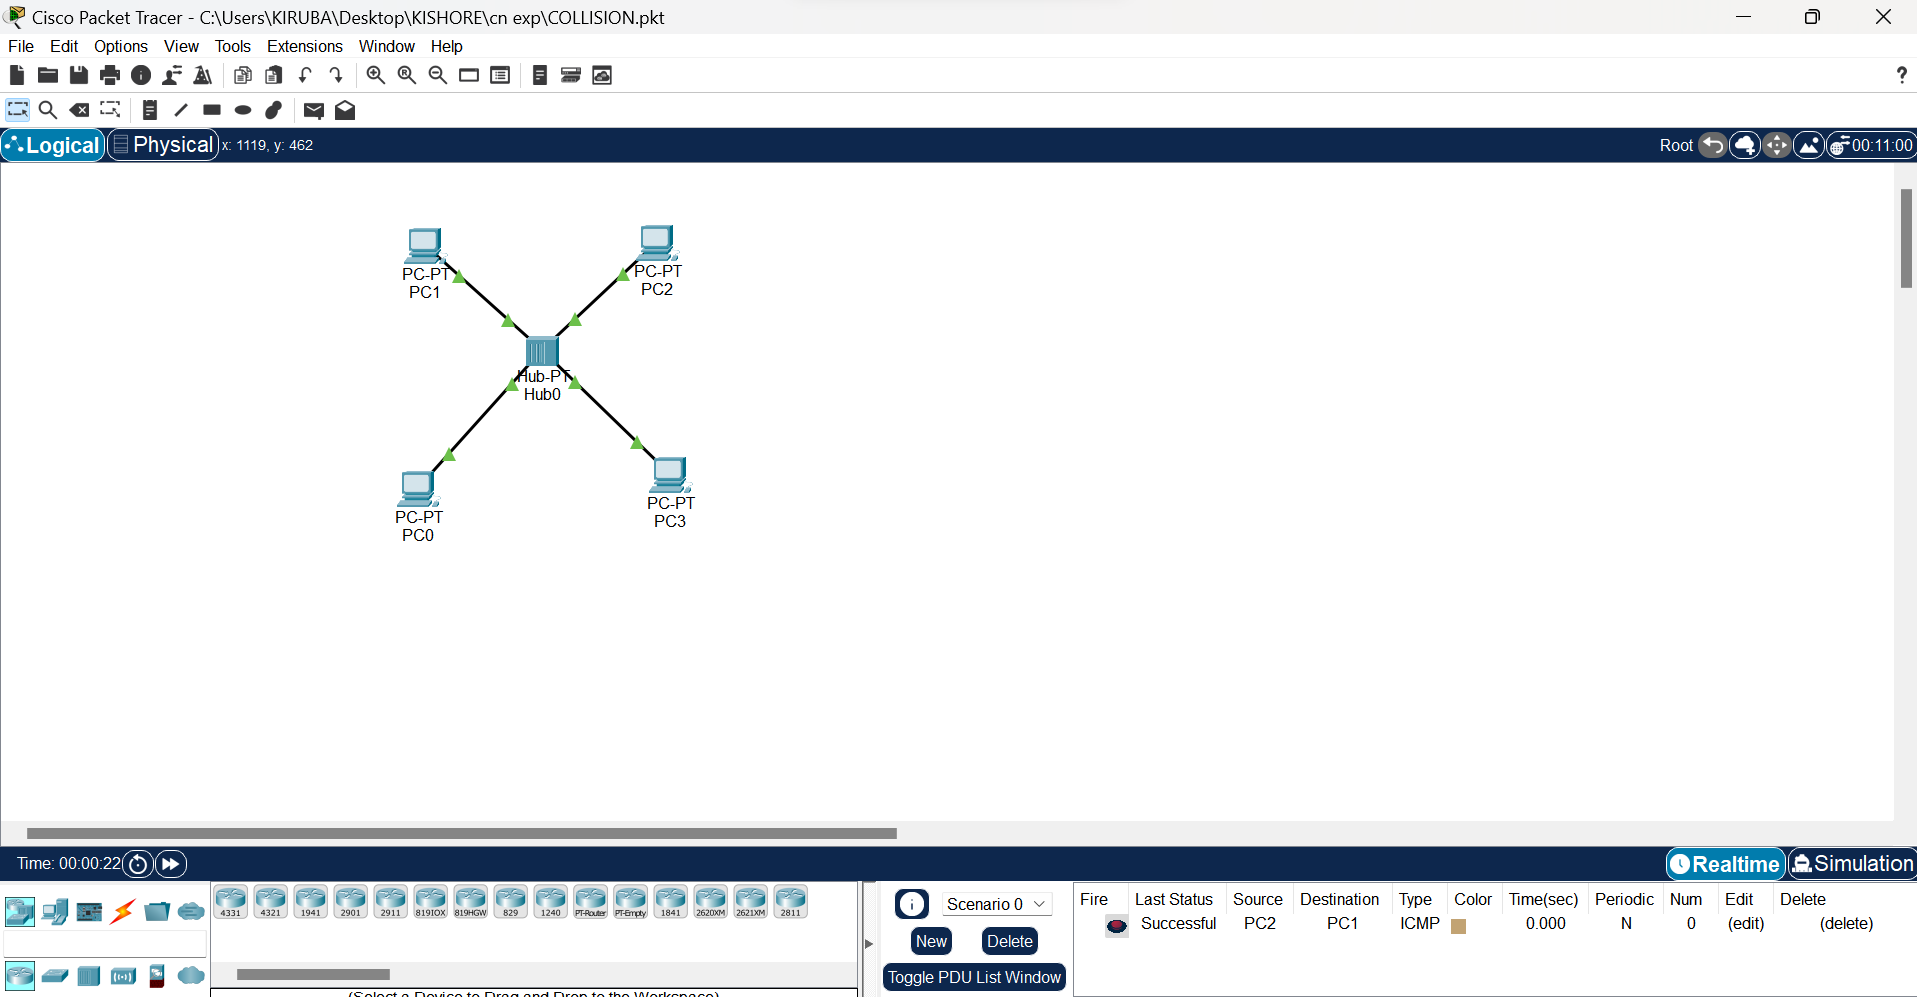 Cisco Packet Tracer - C:\Users\KIRUBA\Desktop\KISHORE\cn exp\COLLISION.pkt
File Edit Options View Tools Extensions Window Help
?
Logical Physical x: 1119, y: 462 Root 00:11:00
PC-PT
PC1
PC-PT
PC2
Hub-PT
Hub0
PC-PT
PC0
PC-PT
PC3
Time: 00:00:22 Realtime Simulation
4331 4321 1941 2901 2911 819IOX 819HGW 829 1240 PT-Router PT-Empty 1841 2620XM 2621XM 2811
(Select a Device to Drag and Drop to the Workspace)
Scenario 0
New Delete
Toggle PDU List Window
Fire Last Status Source Destination Type Color Time(sec) Periodic Num Edit Delete
Successful PC2 PC1 ICMP 0.000 N 0 (edit) (delete)